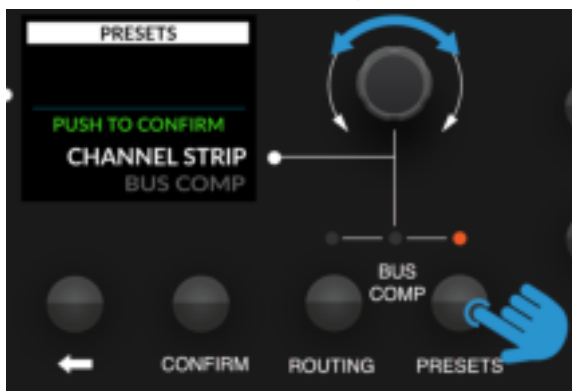 PRESETS
PUSH TO CONFIRM
CHANNEL STRIP
BUS COMP
BUS
COMP
CONFIRM
ROUTING
PRESETS